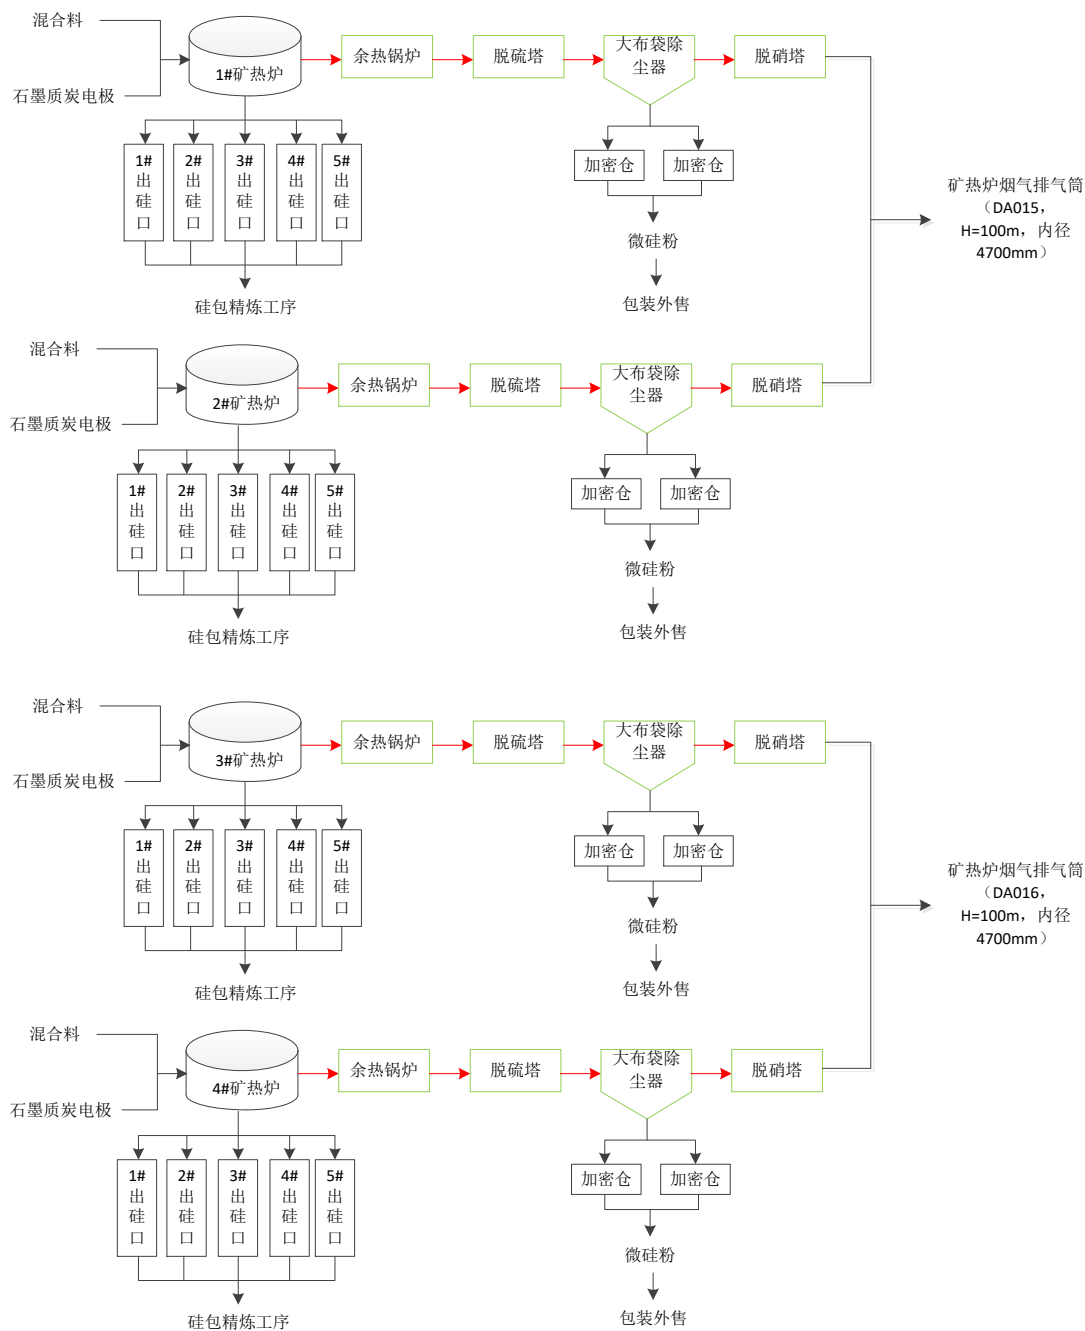 混合料
石墨质炭电极
1#矿热炉
余热锅炉
脱硫塔
大布袋除
尘器
脱硝塔
1#
出
硅
口
2#
出
硅
口
3#
出
硅
口
4#
出
硅
口
5#
出
硅
口
硅包精炼工序
加密仓
加密仓
微硅粉
包装外售
矿热炉烟气排气筒
（DA015，
H=100m，内径
4700mm）
混合料
石墨质炭电极
2#矿热炉
余热锅炉
脱硫塔
大布袋除
尘器
脱硝塔
1#
出
硅
口
2#
出
硅
口
3#
出
硅
口
4#
出
硅
口
5#
出
硅
口
硅包精炼工序
加密仓
加密仓
微硅粉
包装外售
混合料
石墨质炭电极
3#矿热炉
余热锅炉
脱硫塔
大布袋除
尘器
脱硝塔
1#
出
硅
口
2#
出
硅
口
3#
出
硅
口
4#
出
硅
口
5#
出
硅
口
硅包精炼工序
加密仓
加密仓
微硅粉
包装外售
矿热炉烟气排气筒
（DA016，
H=100m，内径
4700mm）
混合料
石墨质炭电极
4#矿热炉
余热锅炉
脱硫塔
大布袋除
尘器
脱硝塔
1#
出
硅
口
2#
出
硅
口
3#
出
硅
口
4#
出
硅
口
5#
出
硅
口
硅包精炼工序
加密仓
加密仓
微硅粉
包装外售